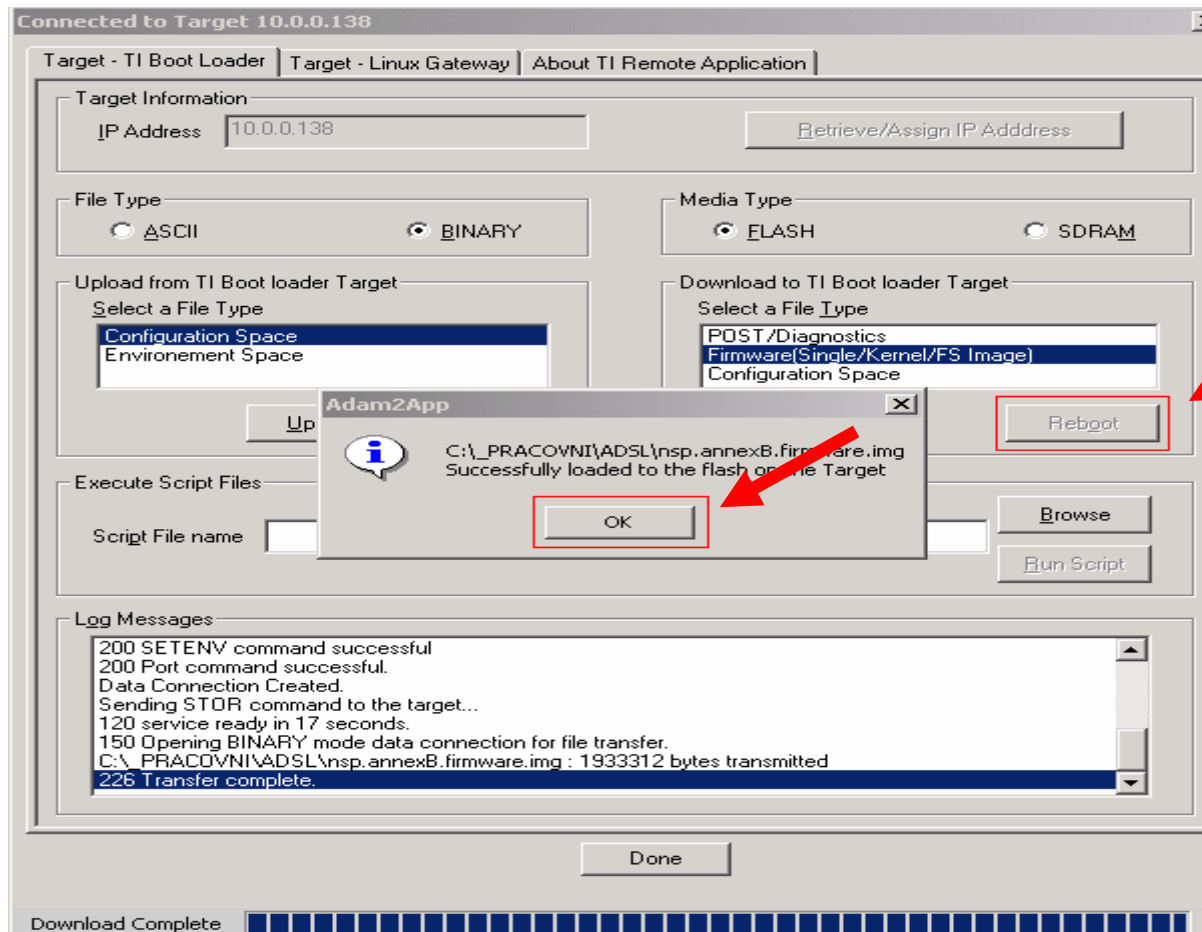 Connected to Target 10.0.0.138
Target - TI Boot Loader Target - Linux Gateway About TI Remote Application
Target Information
IP Address 10.0.0.138 Retrieve/Assign IP Adddress
File Type Media Type
ASCII BINARY FLASH SDRAM
Upload from TI Boot loader Target Download to TI Boot loader Target
Select a File Type Select a File Type
Configuration Space POST/Diagnostics
Environement Space Firmware(Single/Kernel/FS Image)
Configuration Space
Adam2App
Up Reboot
C:\_PRACOVNI\ADSL\nsp.annexB.firmware.img
Successfully loaded to the flash on the Target
OK
Execute Script Files
Script File name Browse
Run Script
Log Messages
200 SETENV command successful
200 Port command successful.
Data Connection Created.
Sending STOR command to the target...
120 service ready in 17 seconds.
150 Opening BINARY mode data connection for file transfer.
C:\_PRACOVNI\ADSL\nsp.annexB.firmware.img : 1933312 bytes transmitted
226 Transfer complete.
Done
Download Complete